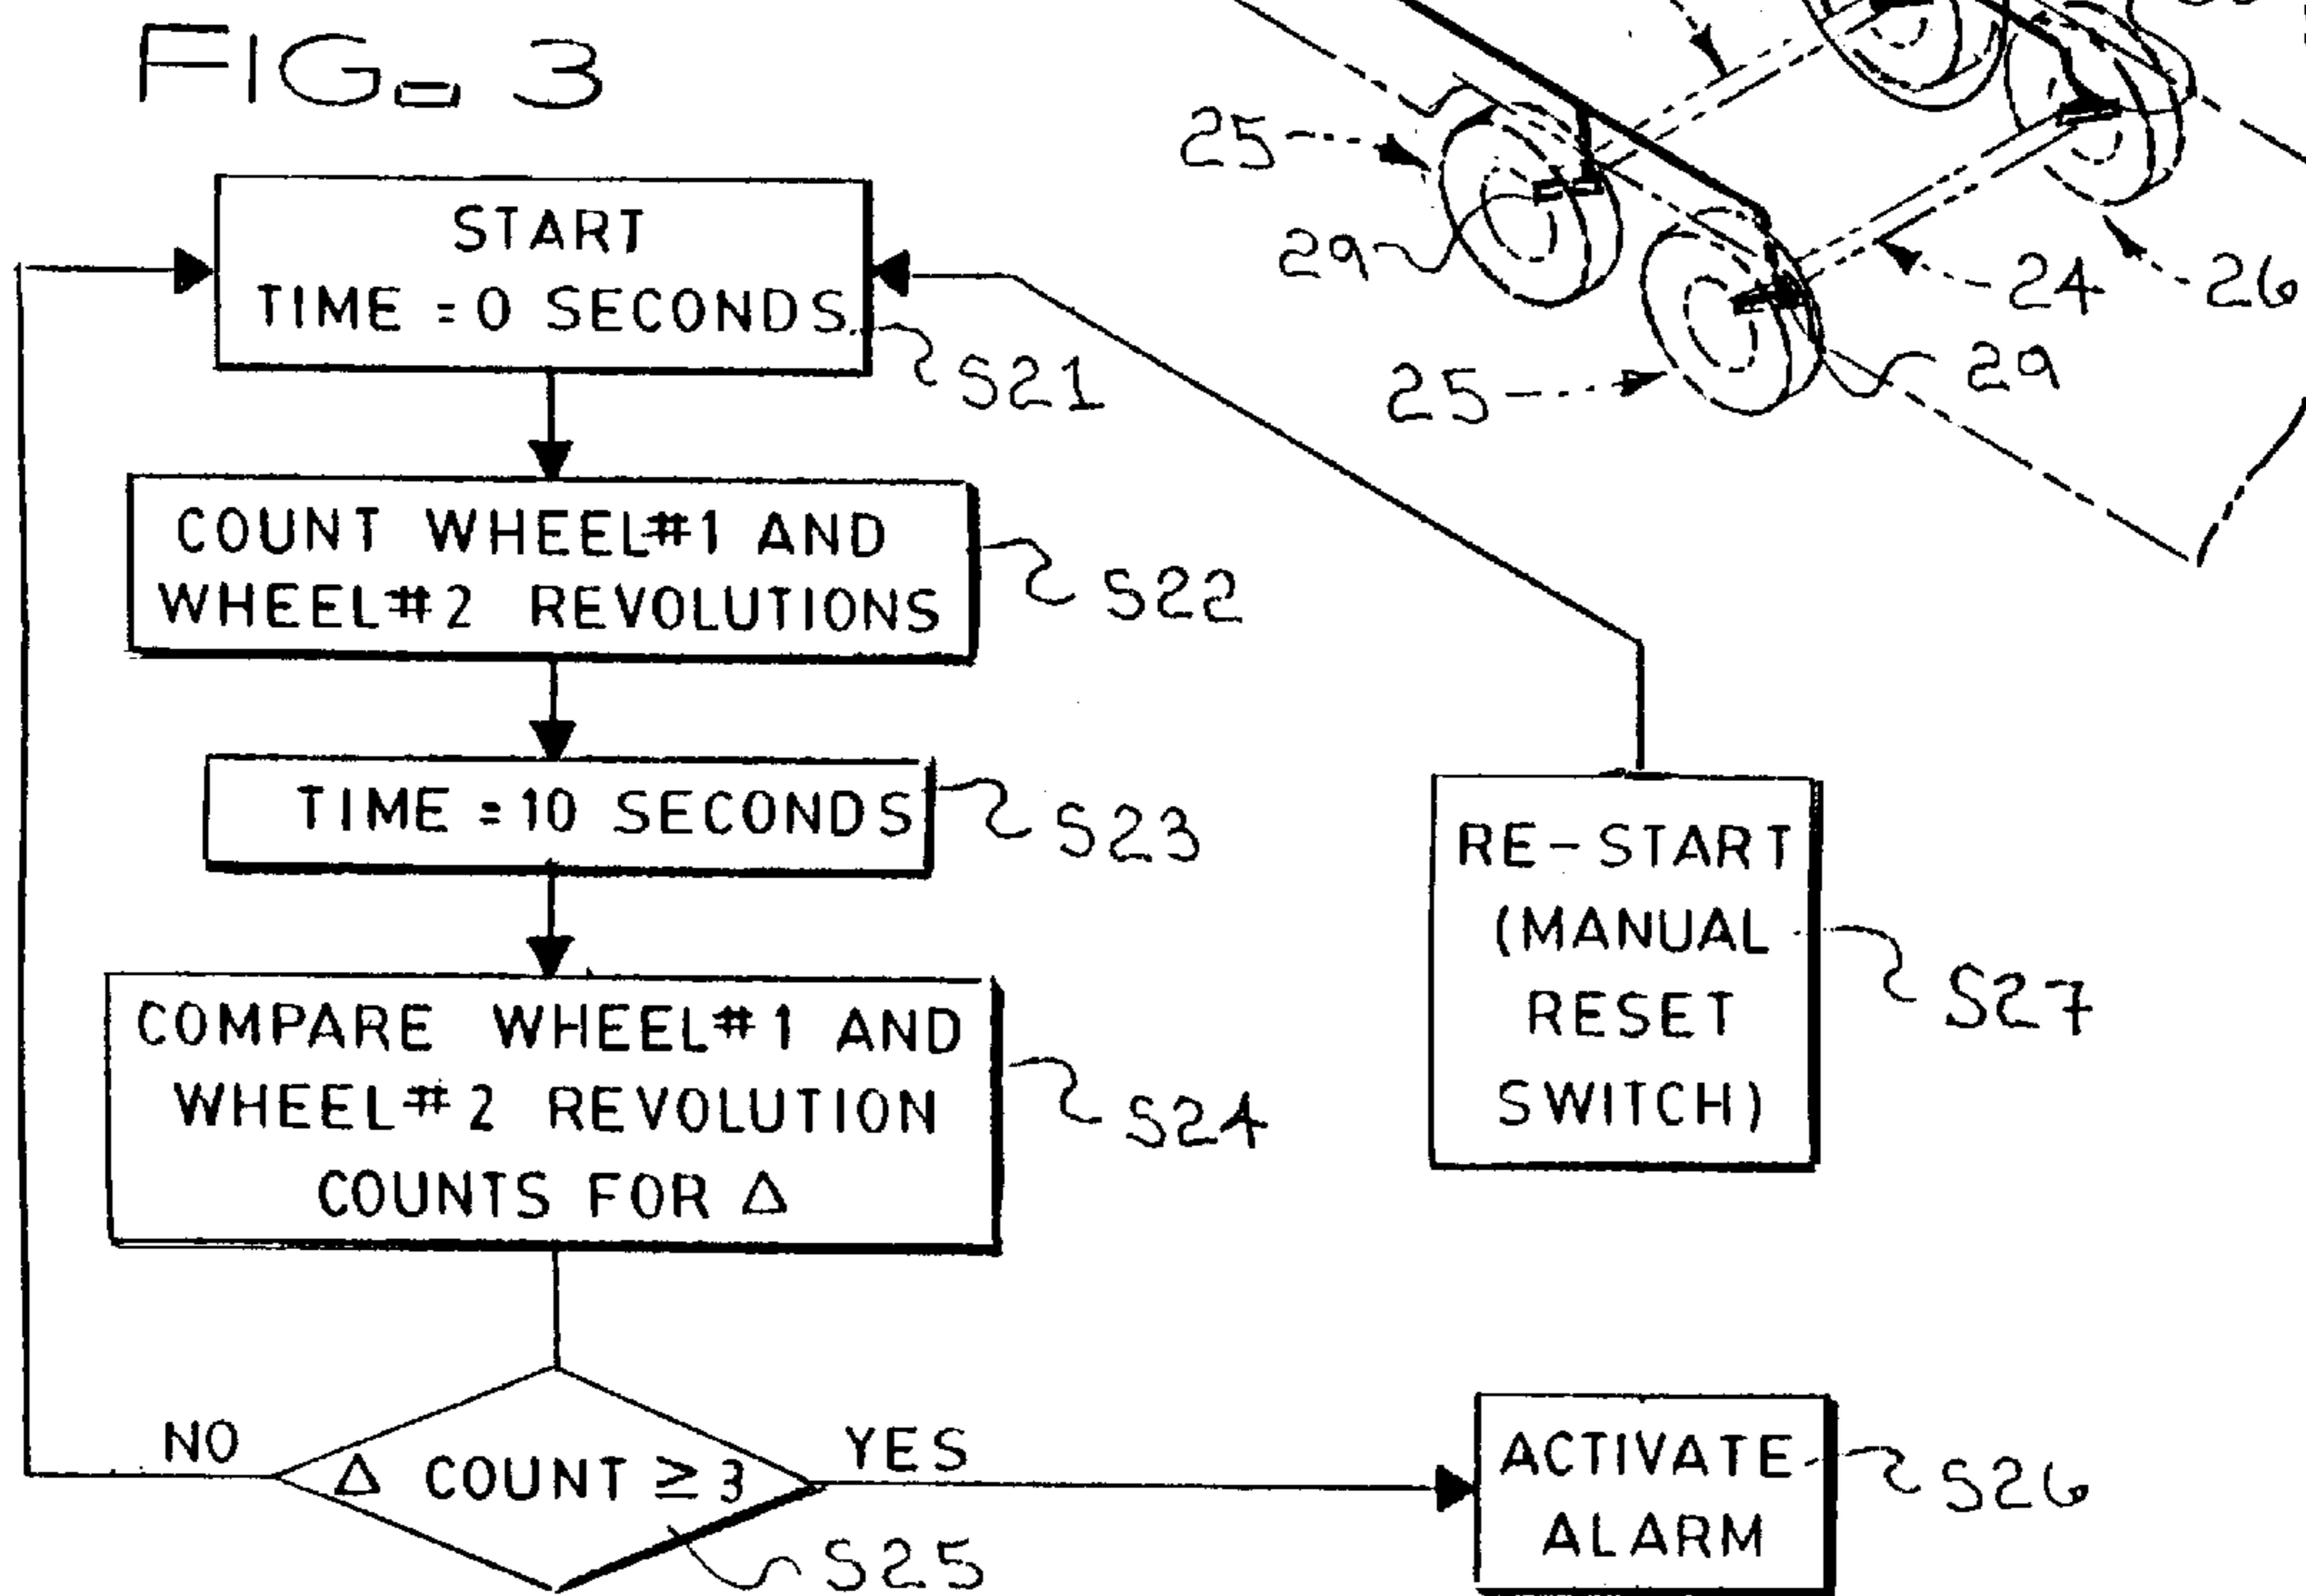 FIG. 3
START
TIME = 0 SECONDS.
S21
COUNT WHEEL#1 AND
WHEEL#2 REVOLUTIONS
S22
TIME = 10 SECONDS
S23
COMPARE WHEEL#1 AND
WHEEL#2 REVOLUTION
COUNTS FOR Δ
S24
Δ COUNT ≥ 3
S25
NO
YES
ACTIVATE
ALARM
S26
RE-START
(MANUAL
RESET
SWITCH)
S27
25
29
24
26
25
29